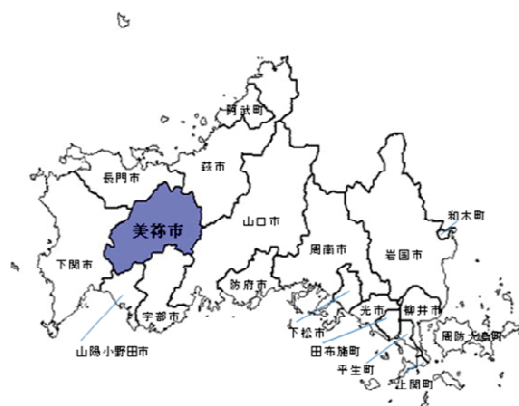 阿武町
萩市
長門市
美祢市
山口市
和木町
周南市
岩国市
下関市
防府市
宇部市
光市
柳井市
下松市
周防大島町
山陽小野田市
田布施町
平生町
上関町